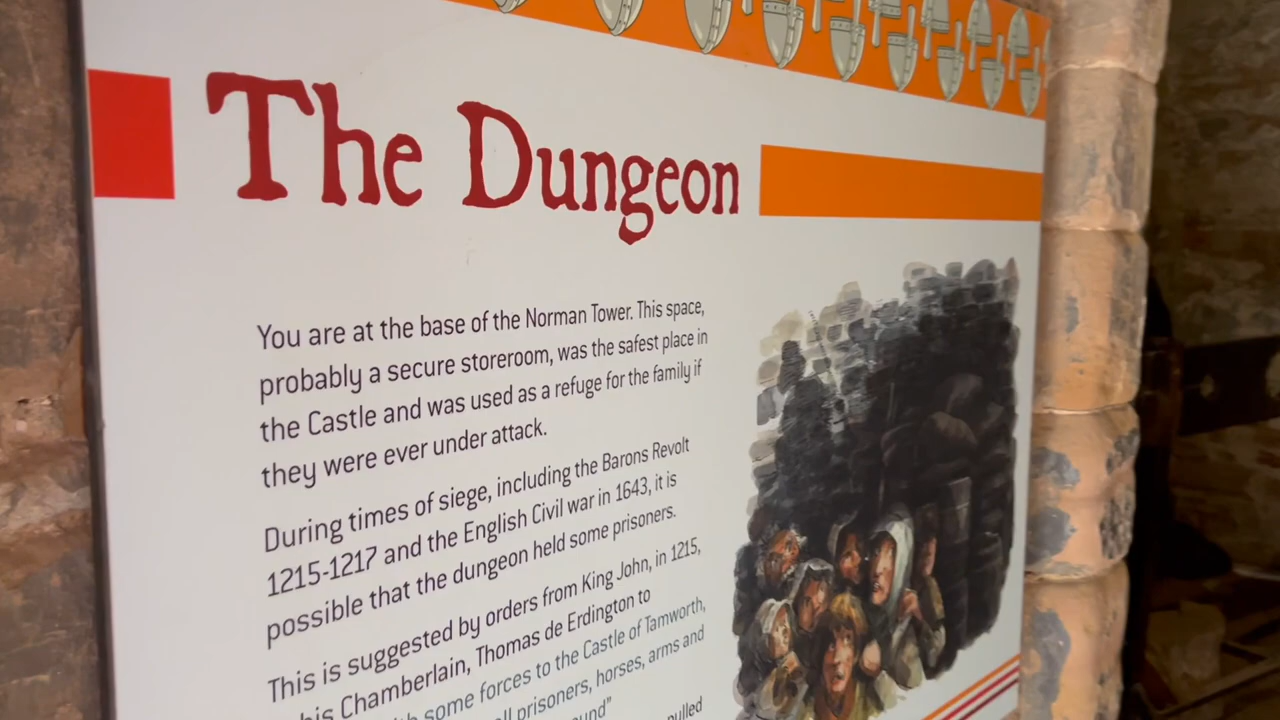 The Dungeon
You are at the base of the Norman Tower. This space,
probably a secure storeroom, was the safest place in
the Castle and was used as a refuge for the family if
they were ever under attack.
During times of siege, including the Barons Revolt
1215-1217 and the English Civil war in 1643, it is
possible that the dungeon held some prisoners.
This is suggested by orders from King John, in 1215,
his Chamberlain, Thomas de Erdington to
some forces to the Castle of Tamworth,
prisoners, horses, arms and